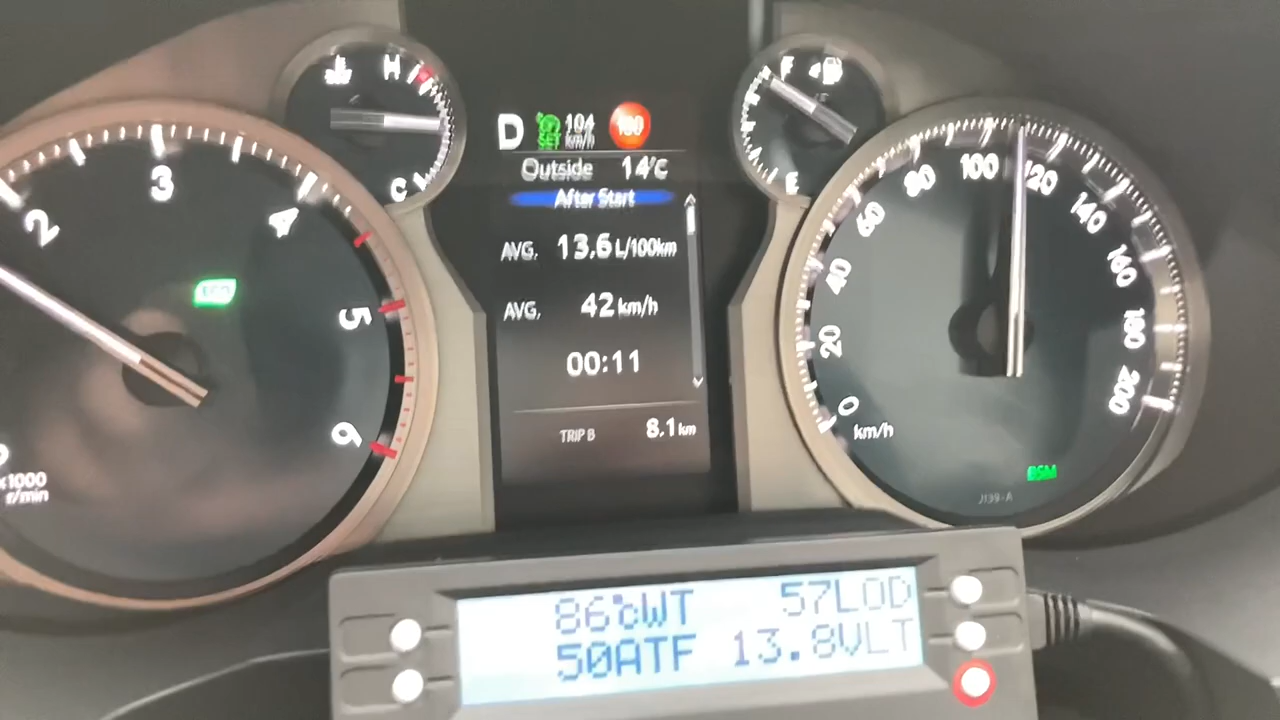 H
C
2
3
4
5
6
x1000
r/min
D
SET
104
km/h
100
Outside 14°C
After Start
AVG. 13.6 L/100km
AVG. 42 km/h
00:11
TRIP B 8.1 km
F
E
0
20
40
60
80
100
120
140
160
180
200
km/h
BSM
J199-A
86°CWT 57LOD
50ATF 13.8VLT